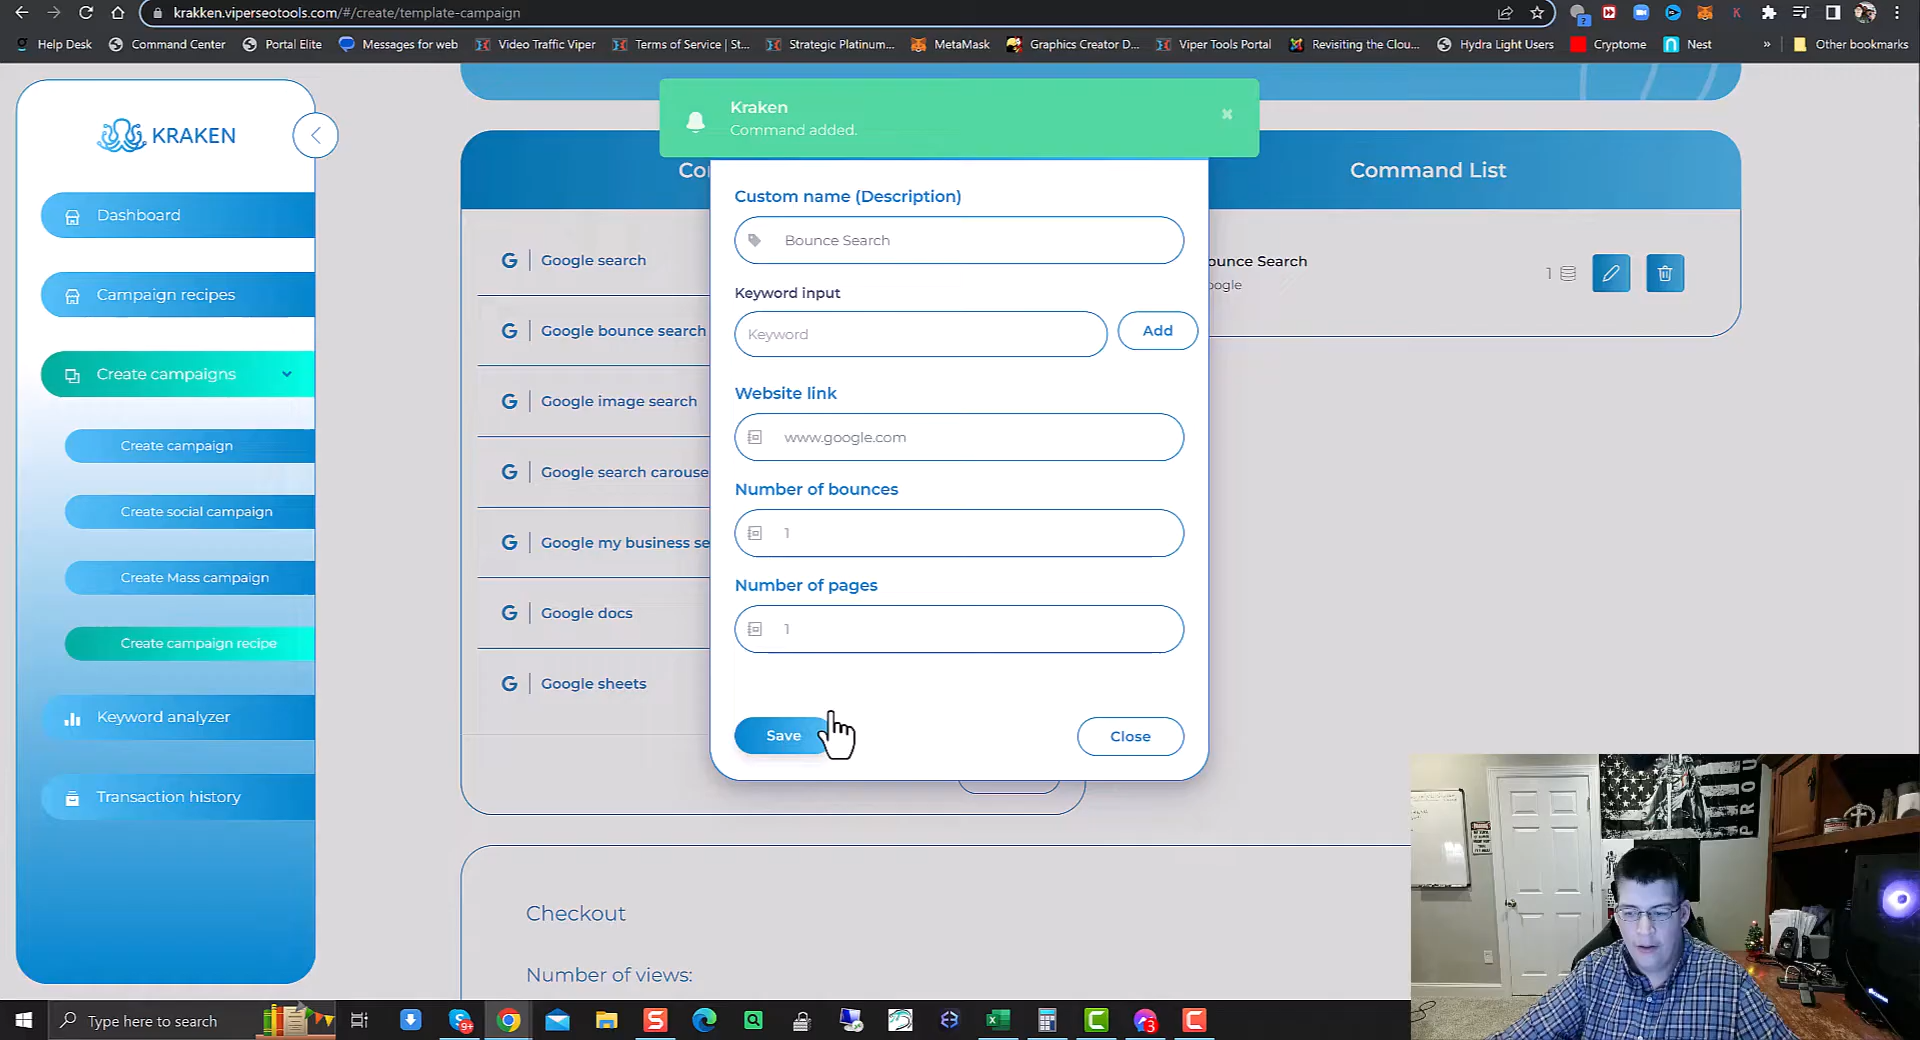 krakken.viperseotools.com/#/create/template-campaign
Help Desk
Command Center
Portal Elite
Messages for web
Video Traffic Viper
Terms of Service | St...
Strategic Platinum...
MetaMask
Graphics Creator D...
Viper Tools Portal
Revisiting the Clou...
Hydra Light Users
Cryptome
Nest
»
Other bookmarks
KRAKEN
Dashboard
Campaign recipes
Create campaigns
Create campaign
Create social campaign
Create Mass campaign
Create campaign recipe
Keyword analyzer
Transaction history
Kraken
Command added.
Co
Google search
Google bounce search
Google image search
Google search carouse
Google my business se
Google docs
Google sheets
Custom name (Description)
Bounce Search
Keyword input
Keyword
Add
Website link
www.google.com
Number of bounces
1
Number of pages
1
Save
Close
Command List
ounce Search
oogle
1
Checkout
Number of views:
PROU
Type here to search
9+
3